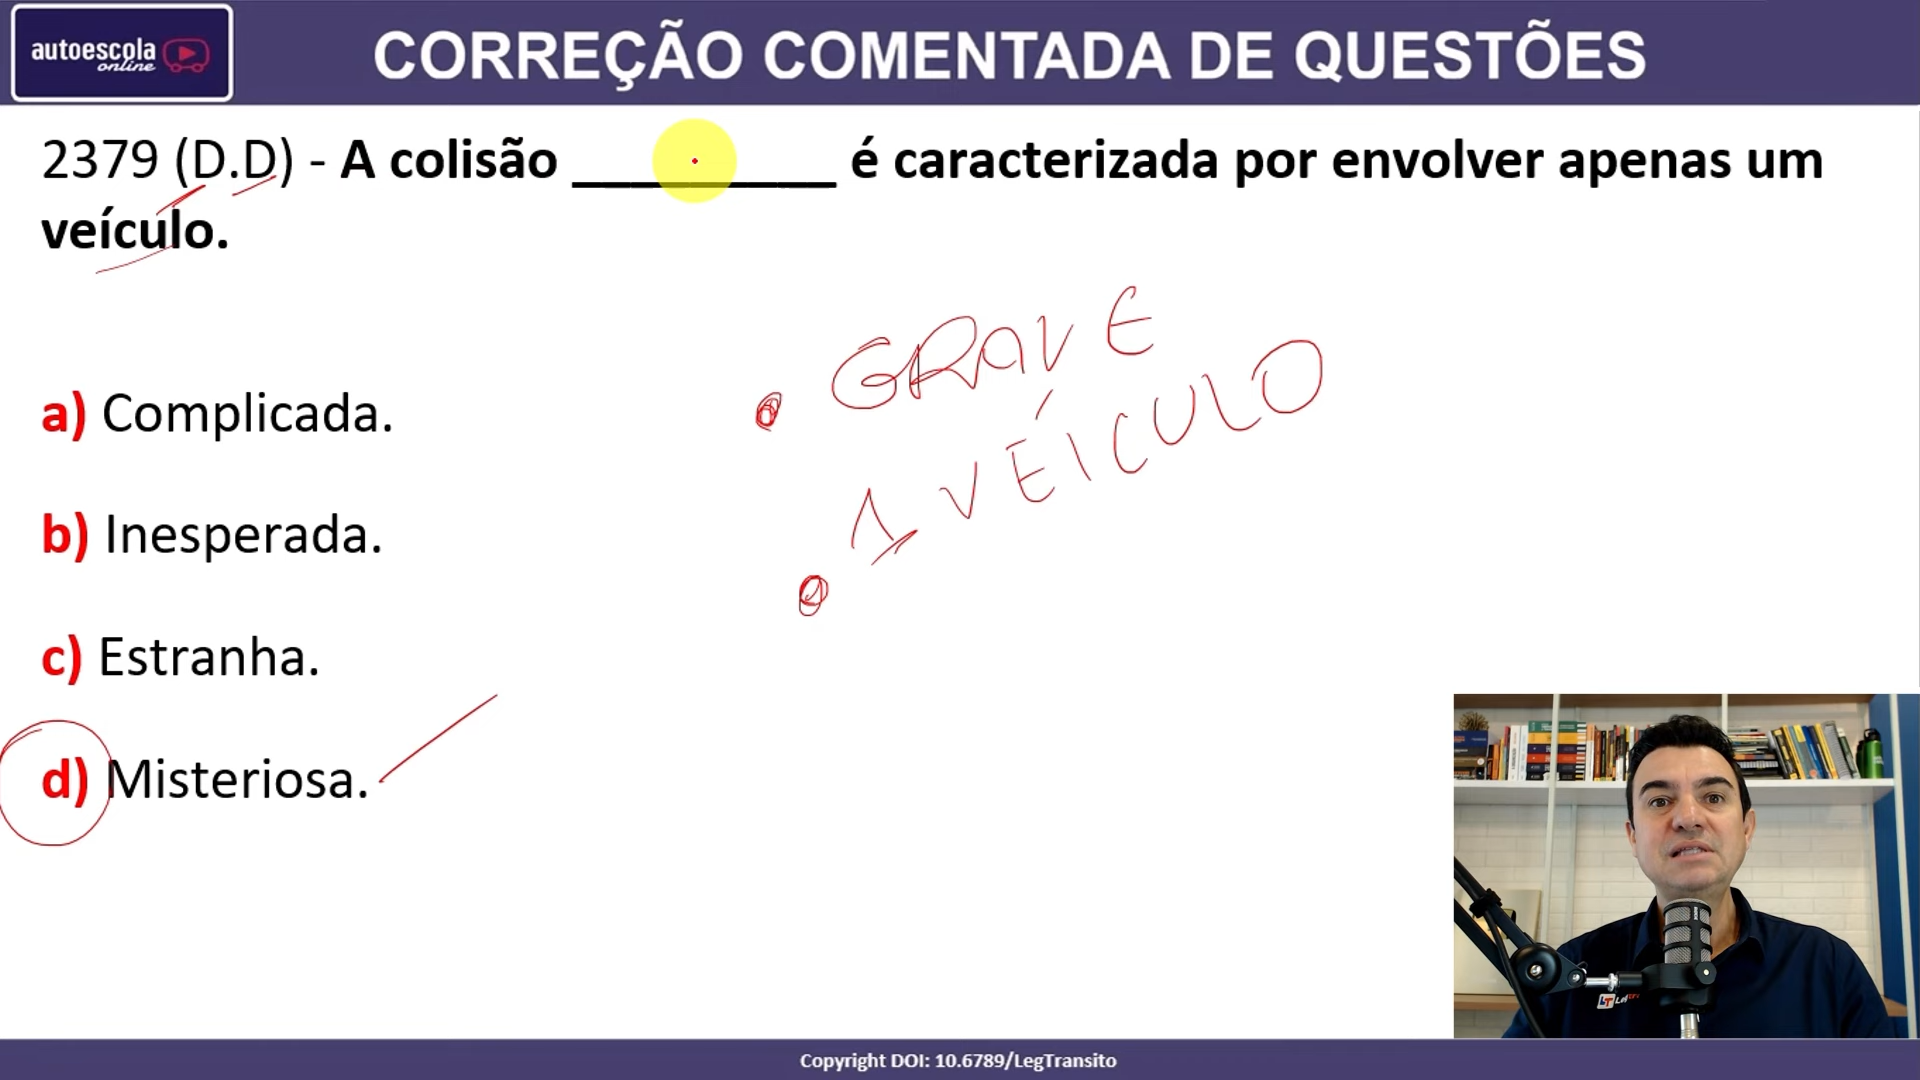 autoescola
online
CORREÇÃO COMENTADA DE QUESTÕES
2379 (D.D) - A colisão _________ é caracterizada por envolver apenas um
veículo.
GRAVE
1 VEÍCULO
a) Complicada.
b) Inesperada.
c) Estranha.
d) Misteriosa.
Copyright DOI: 10.6789/LegTransito